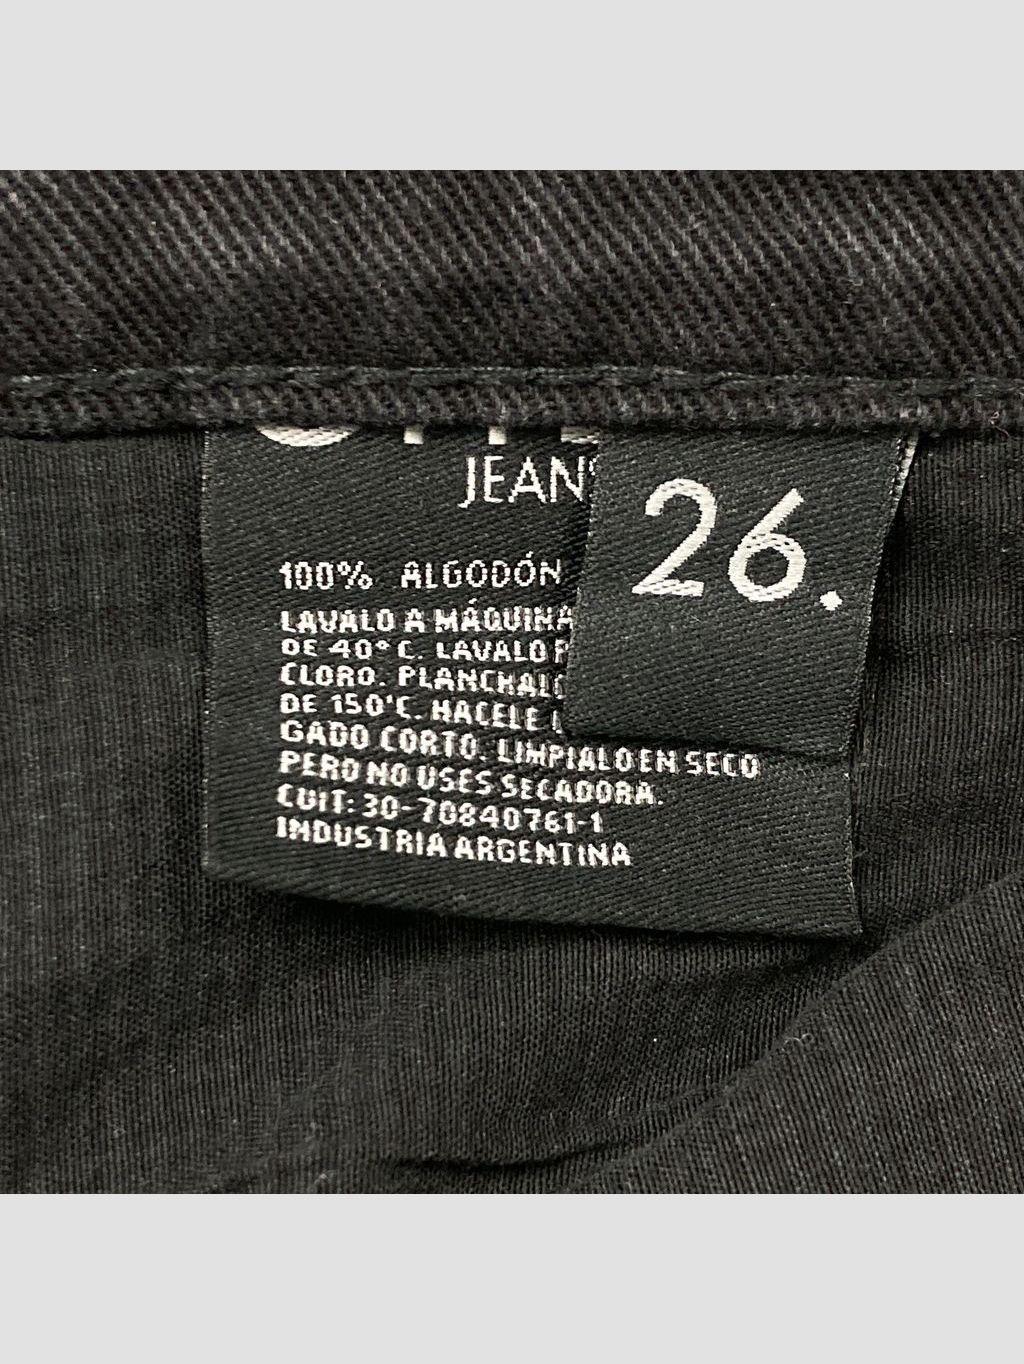 JEAN
26.
100% ALGODÓN
LAVALO A MÁQUINA
DE 40°C. LAVALO
CLORO. PLANCHAL
DE 150°C. HACELE
GADO CORTO. LIMPIALO EN SECO
PERO NO USES SECADORA.
CUIT: 30-70840761-1
INDUSTRIA ARGENTINA